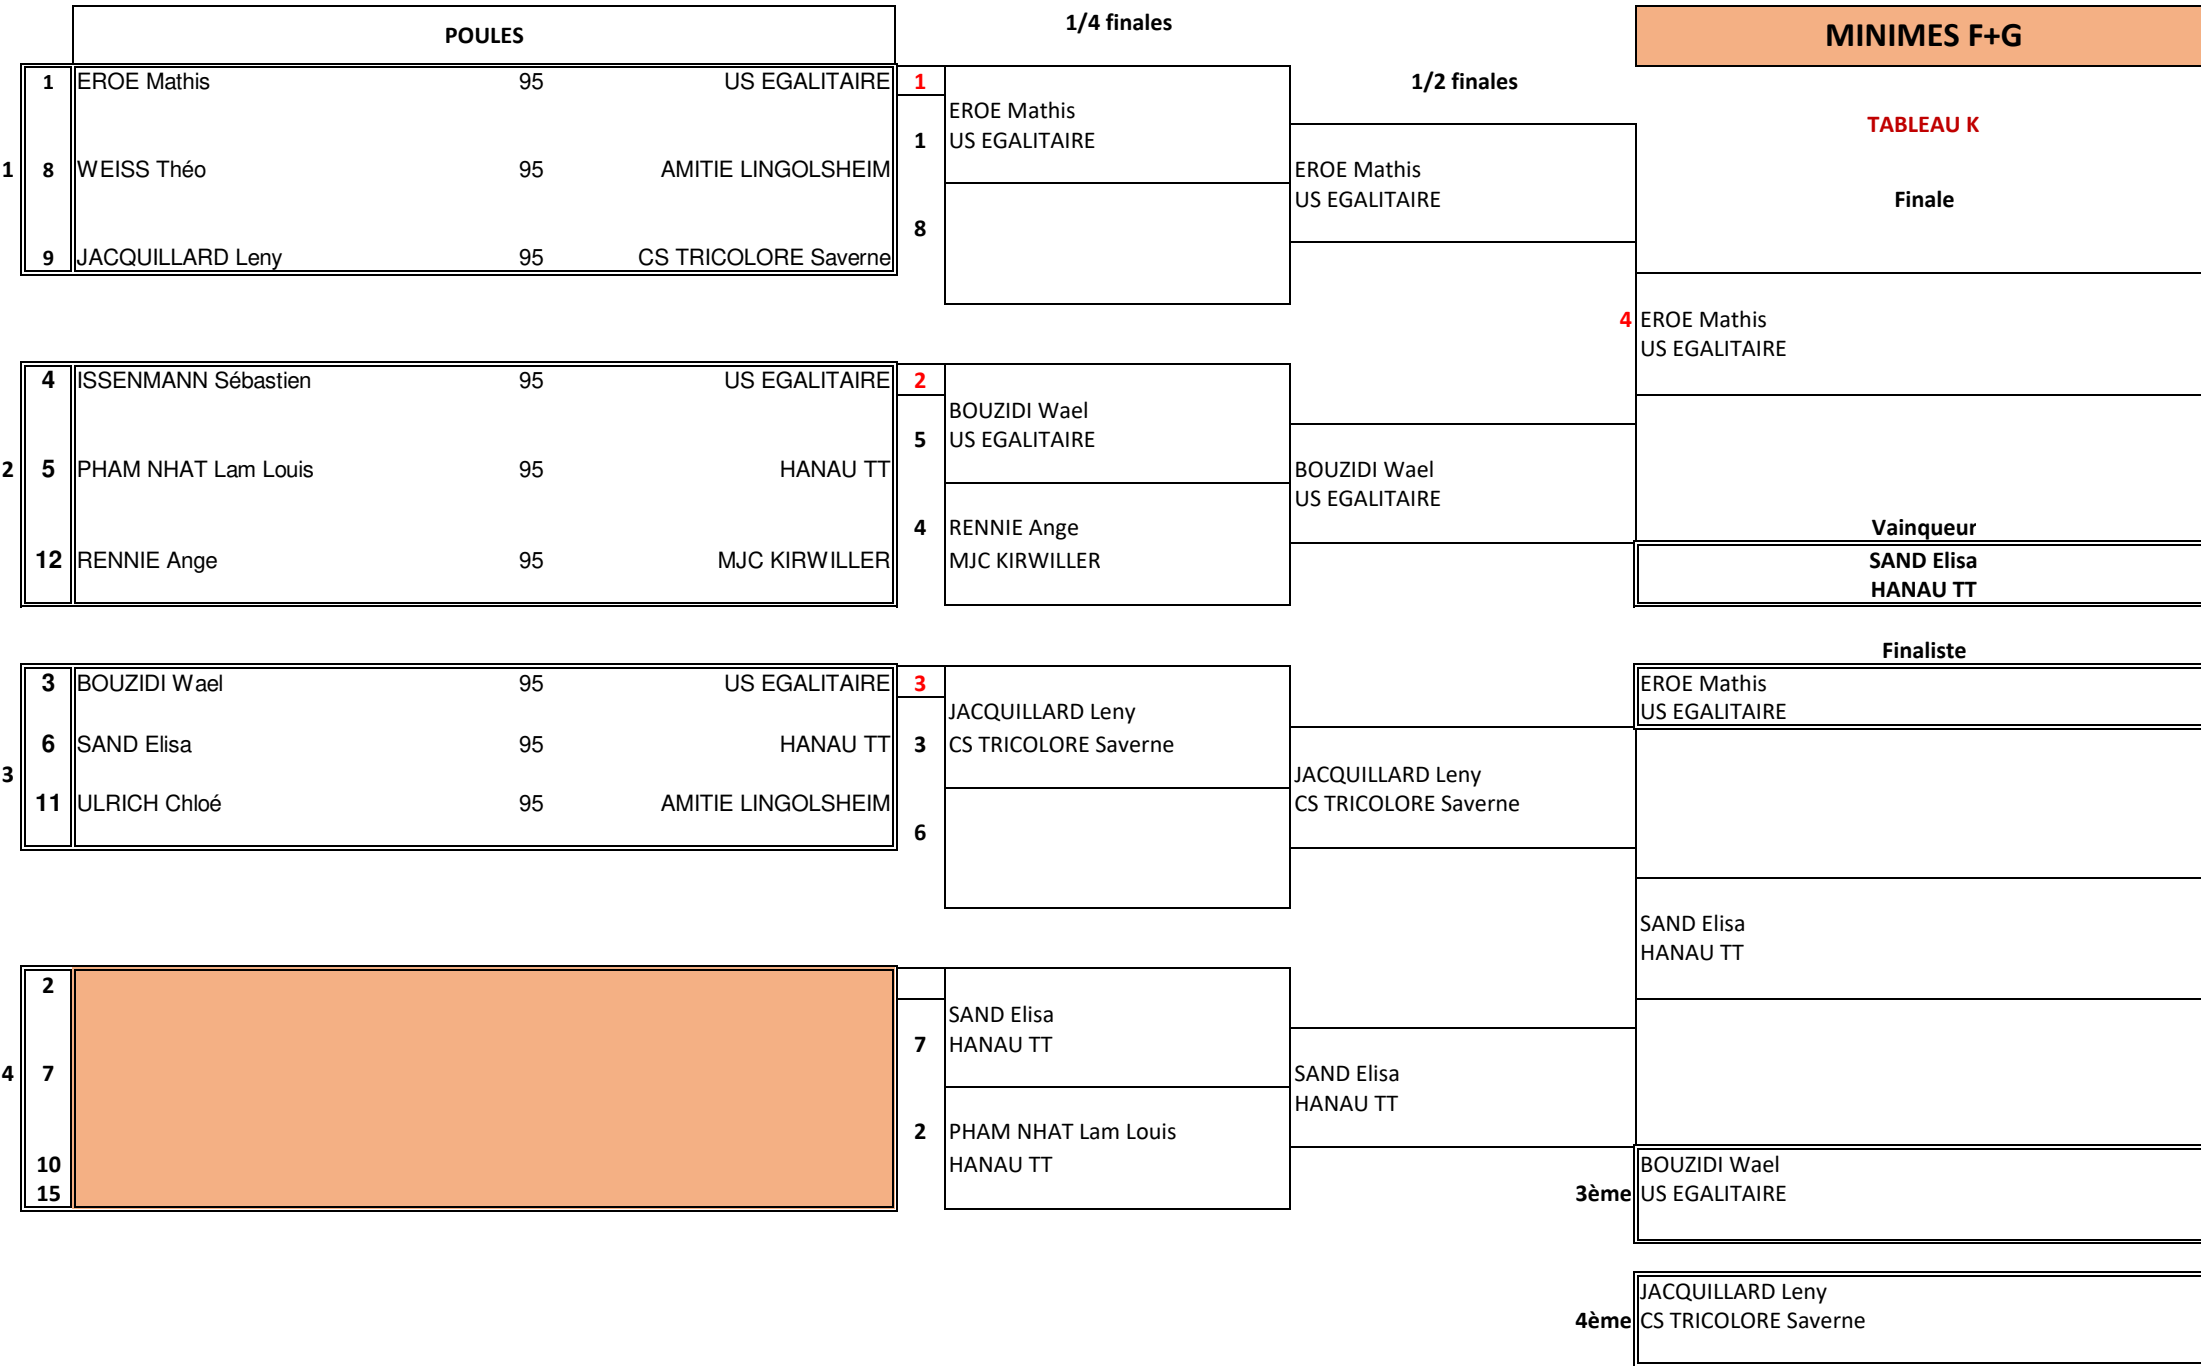 POULES
1/4 finales
MINIMES F+G
1 EROE Mathis 95 US EGALITAIRE 1
1/2 finales
EROE Mathis
TABLEAU K
1 US EGALITAIRE
1 8 WEISS Théo 95 AMITIE LINGOLSHEIM
EROE Mathis
US EGALITAIRE
Finale
8
9 JACQUILLARD Leny 95 CS TRICOLORE Saverne
4 EROE Mathis
US EGALITAIRE
4 ISSENMANN Sébastien 95 US EGALITAIRE 2
BOUZIDI Wael
5 US EGALITAIRE
2 5 PHAM NHAT Lam Louis 95 HANAU TT
BOUZIDI Wael
US EGALITAIRE
4 RENNIE Ange
Vainqueur
12 RENNIE Ange 95 MJC KIRWILLER
MJC KIRWILLER
SAND Elisa
HANAU TT
Finaliste
3 BOUZIDI Wael 95 US EGALITAIRE 3
EROE Mathis
JACQUILLARD Leny
US EGALITAIRE
6 SAND Elisa 95 HANAU TT
3 CS TRICOLORE Saverne
3
JACQUILLARD Leny
11 ULRICH Chloé 95 AMITIE LINGOLSHEIM
CS TRICOLORE Saverne
6
SAND Elisa
HANAU TT
2
SAND Elisa
7 HANAU TT
4 7
SAND Elisa
HANAU TT
2 PHAM NHAT Lam Louis
10
HANAU TT
BOUZIDI Wael
15
3ème US EGALITAIRE
JACQUILLARD Leny
4ème CS TRICOLORE Saverne